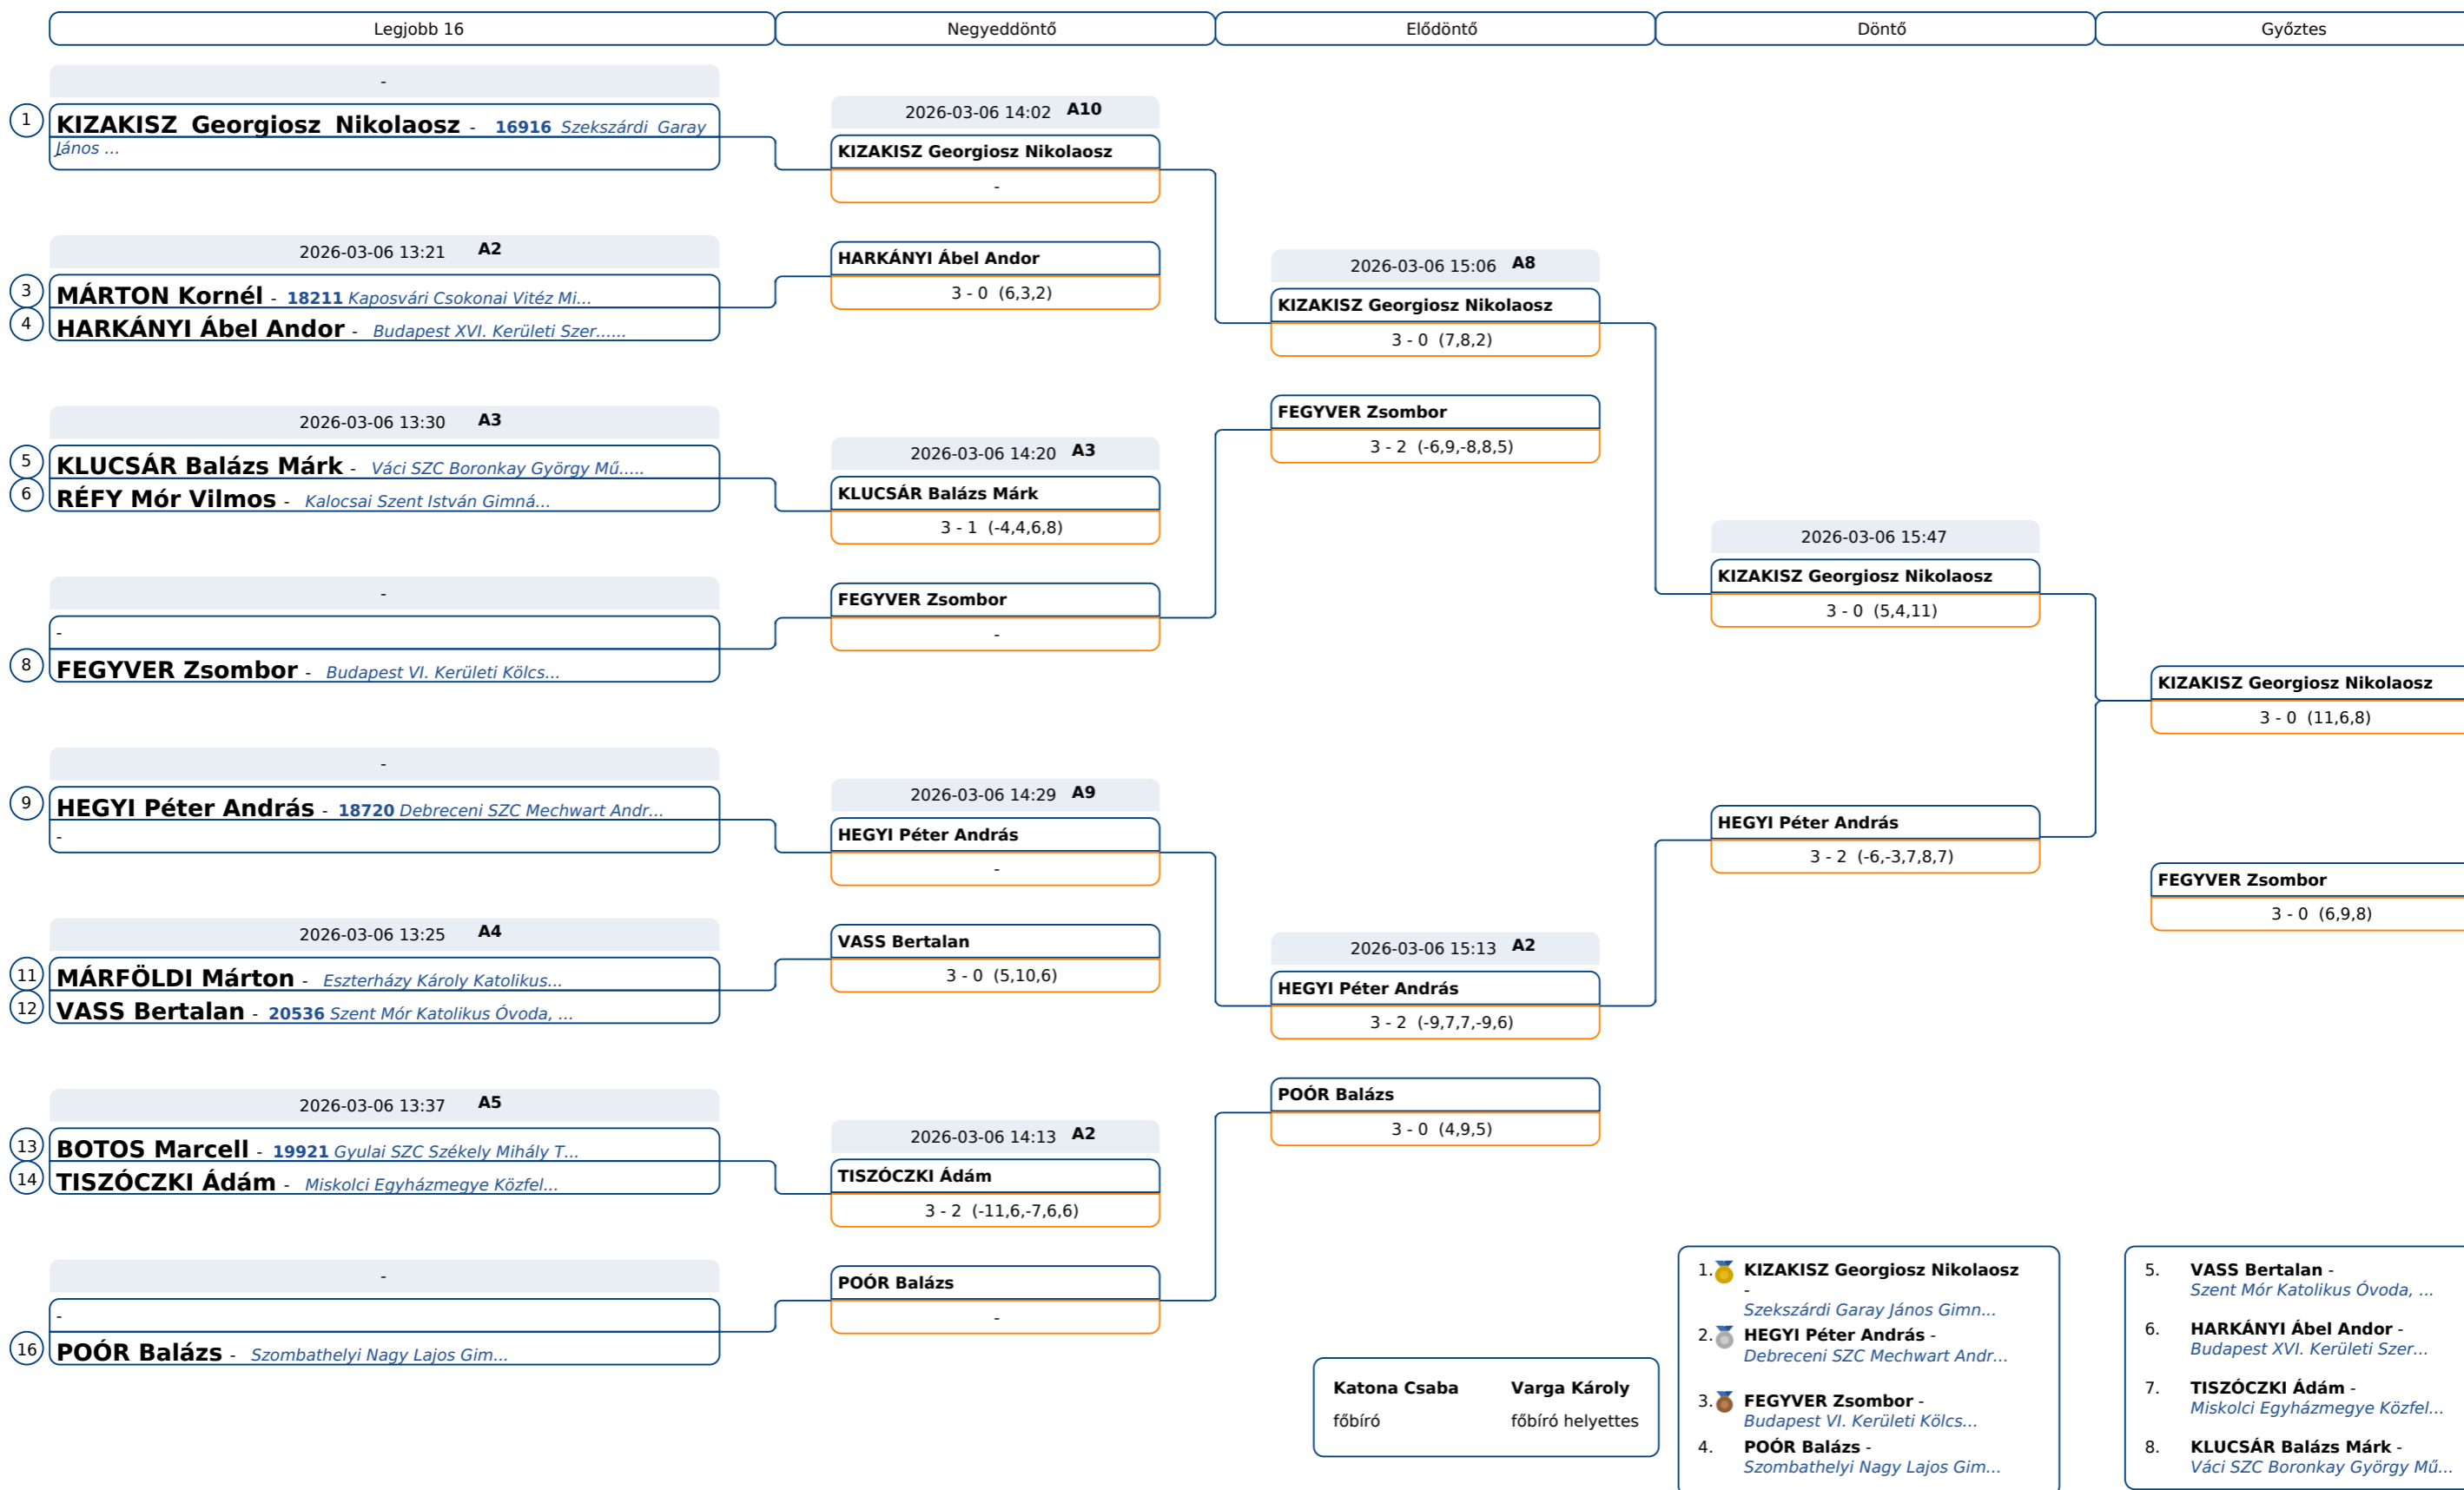 Legjobb 16
Negyeddöntő
Elődöntő
Döntő
Győztes
-
1
KIZAKISZ Georgiosz Nikolaosz - 16916 Szekszárdi Garay
János ...
-
2026-03-06 13:21 A2
3
MÁRTON Kornél - 18211 Kaposvári Csokonai Vitéz Mi...
4
HARKÁNYI Ábel Andor - Budapest XVI. Kerületi Szer......
2026-03-06 13:30 A3
5
KLUCSÁR Balázs Márk - Váci SZC Boronkay György Mű.....
6
RÉFY Mór Vilmos - Kalocsai Szent István Gimná...
-
-
8
FEGYVER Zsombor - Budapest VI. Kerületi Kölcs...
-
9
HEGYI Péter András - 18720 Debreceni SZC Mechwart Andr...
-
2026-03-06 13:25 A4
11
MÁRFÖLDI Márton - Eszterházy Károly Katolikus...
12
VASS Bertalan - 20536 Szent Mór Katolikus Óvoda, ...
2026-03-06 13:37 A5
13
BOTOS Marcell - 19921 Gyulai SZC Székely Mihály T...
14
TISZÓCZKI Ádám - Miskolci Egyházmegye Közfel...
-
-
16
POÓR Balázs - Szombathelyi Nagy Lajos Gim...
2026-03-06 14:02 A10
KIZAKISZ Georgiosz Nikolaosz
-
HARKÁNYI Ábel Andor
3 - 0 (6,3,2)
2026-03-06 14:20 A3
KLUCSÁR Balázs Márk
3 - 1 (-4,4,6,8)
FEGYVER Zsombor
-
2026-03-06 14:29 A9
HEGYI Péter András
-
VASS Bertalan
3 - 0 (5,10,6)
2026-03-06 14:13 A2
TISZÓCZKI Ádám
3 - 2 (-11,6,-7,6,6)
POÓR Balázs
-
2026-03-06 15:06 A8
KIZAKISZ Georgiosz Nikolaosz
3 - 0 (7,8,2)
FEGYVER Zsombor
3 - 2 (-6,9,-8,8,5)
2026-03-06 15:13 A2
HEGYI Péter András
3 - 2 (-9,7,7,-9,6)
POÓR Balázs
3 - 0 (4,9,5)
2026-03-06 15:47
KIZAKISZ Georgiosz Nikolaosz
3 - 0 (5,4,11)
HEGYI Péter András
3 - 2 (-6,-3,7,8,7)
KIZAKISZ Georgiosz Nikolaosz
3 - 0 (11,6,8)
FEGYVER Zsombor
3 - 0 (6,9,8)
Katona Csaba Varga Károly
főbíró főbíró helyettes
1. KIZAKISZ Georgiosz Nikolaosz
-
Szekszárdi Garay János Gimn...
2. HEGYI Péter András -
Debreceni SZC Mechwart Andr...
3. FEGYVER Zsombor -
Budapest VI. Kerületi Kölcs...
4. POÓR Balázs -
Szombathelyi Nagy Lajos Gim...
5. VASS Bertalan -
Szent Mór Katolikus Óvoda, ...
6. HARKÁNYI Ábel Andor -
Budapest XVI. Kerületi Szer...
7. TISZÓCZKI Ádám -
Miskolci Egyházmegye Közfel...
8. KLUCSÁR Balázs Márk -
Váci SZC Boronkay György Mű...